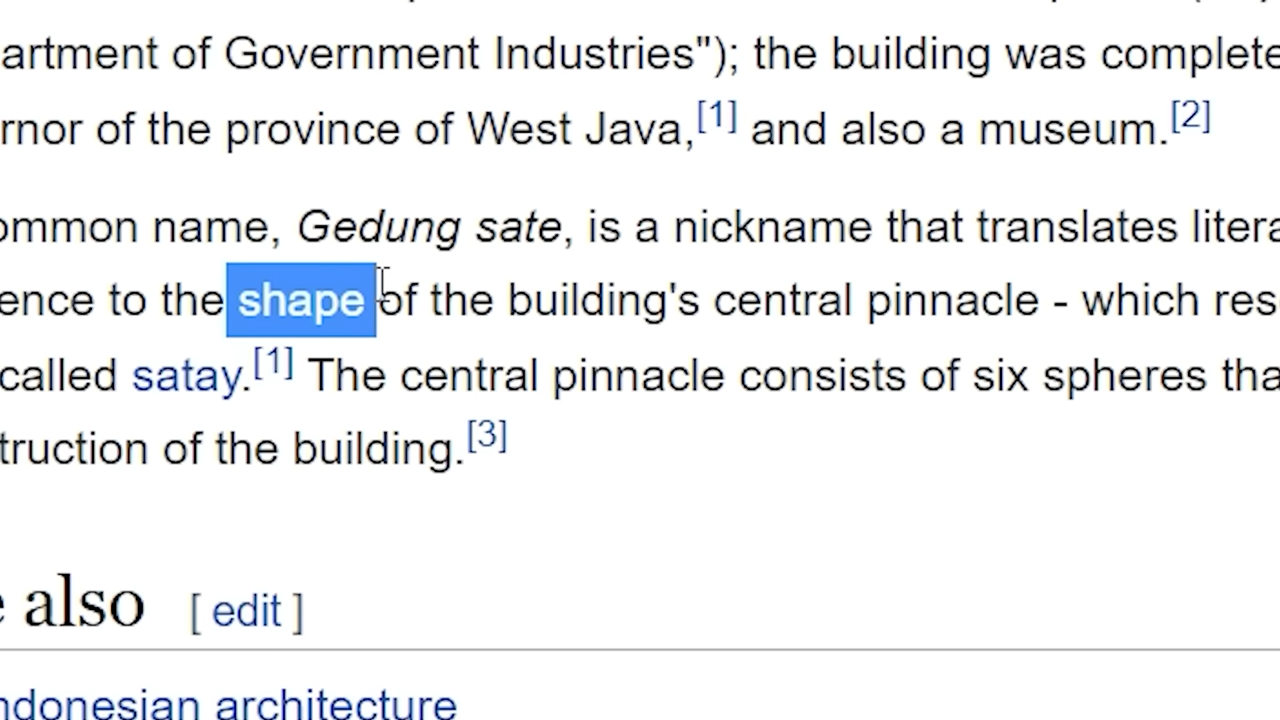 artment of Government Industries"); the building was complete
rnor of the province of West Java,[1] and also a museum.[2]
ommon name, Gedung sate, is a nickname that translates litera
ence to the shape of the building's central pinnacle - which res
called satay.[1] The central pinnacle consists of six spheres tha
truction of the building.[3]
e also [ edit ]
ndonesian architecture